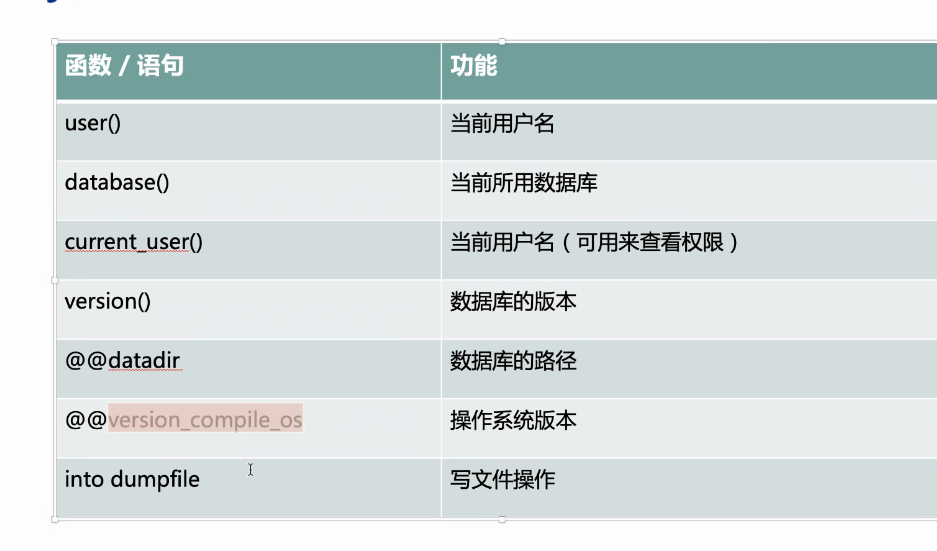 函数 / 语句 功能
user() 当前用户名
database() 当前所用数据库
current_user() 当前用户名（可用来查看权限）
version() 数据库的版本
@@datadir 数据库的路径
@@version_compile_os 操作系统版本
into dumpfile 写文件操作